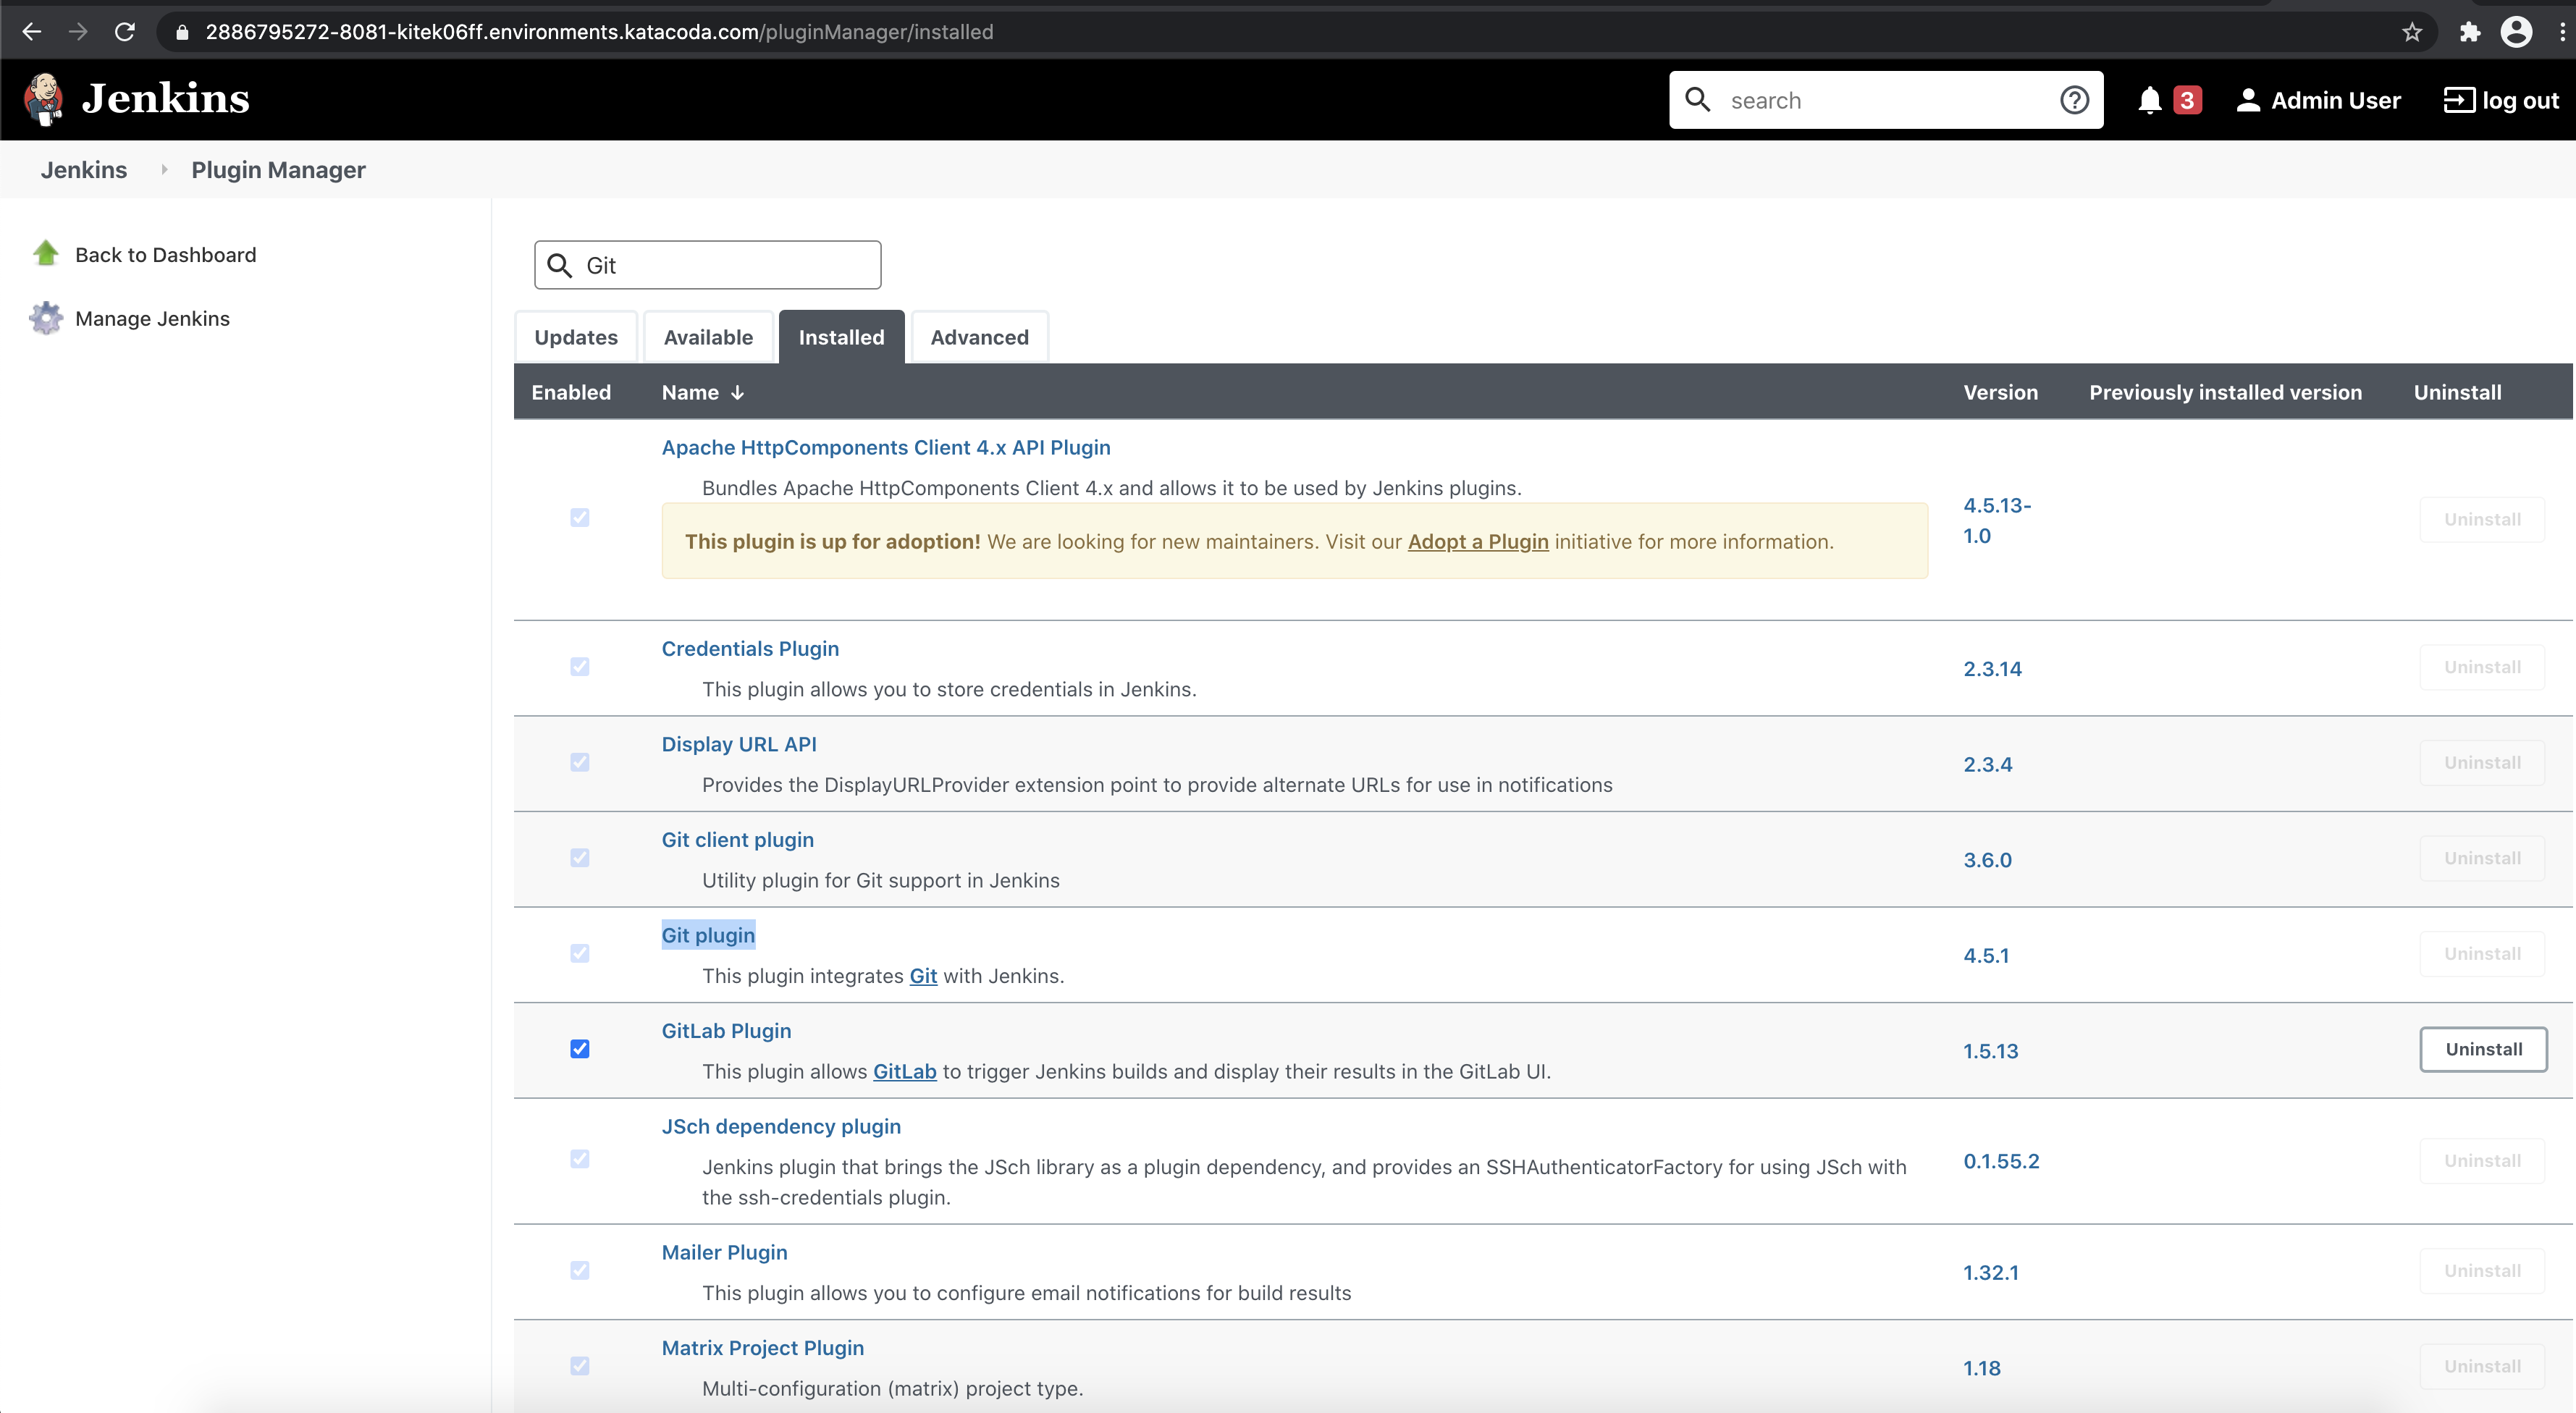 2886795272-8081-kitek06ff.environments.katacoda.com/pluginManager/installed
Jenkins
search
3
Admin User
log out
Jenkins
Plugin Manager
Back to Dashboard
Manage Jenkins
Git
Updates
Available
Installed
Advanced
Enabled
Name ↓
Version
Previously installed version
Uninstall
Apache HttpComponents Client 4.x API Plugin
Bundles Apache HttpComponents Client 4.x and allows it to be used by Jenkins plugins.
This plugin is up for adoption! We are looking for new maintainers. Visit our Adopt a Plugin initiative for more information.
4.5.13-
1.0
Uninstall
Credentials Plugin
This plugin allows you to store credentials in Jenkins.
2.3.14
Uninstall
Display URL API
Provides the DisplayURLProvider extension point to provide alternate URLs for use in notifications
2.3.4
Uninstall
Git client plugin
Utility plugin for Git support in Jenkins
3.6.0
Uninstall
Git plugin
This plugin integrates Git with Jenkins.
4.5.1
Uninstall
GitLab Plugin
This plugin allows GitLab to trigger Jenkins builds and display their results in the GitLab UI.
1.5.13
Uninstall
JSch dependency plugin
Jenkins plugin that brings the JSch library as a plugin dependency, and provides an SSHAuthenticatorFactory for using JSch with
the ssh-credentials plugin.
0.1.55.2
Uninstall
Mailer Plugin
This plugin allows you to configure email notifications for build results
1.32.1
Uninstall
Matrix Project Plugin
Multi-configuration (matrix) project type.
1.18
Uninstall